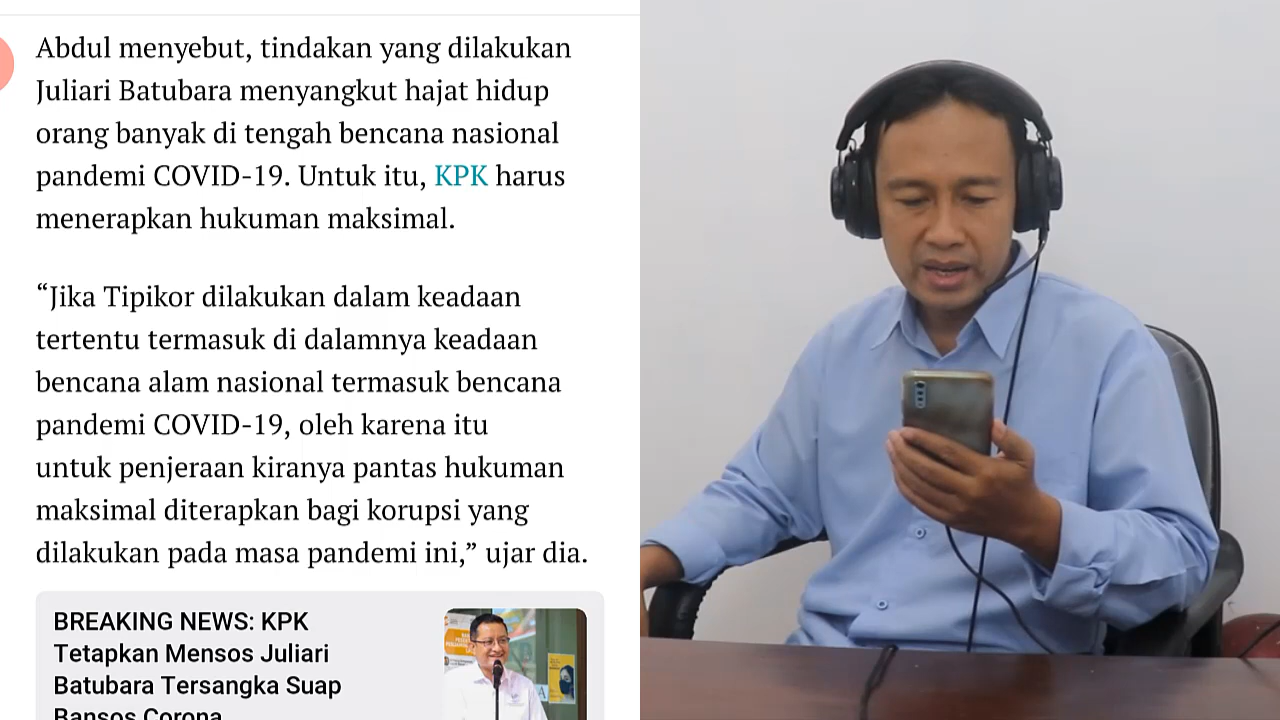 Abdul menyebut, tindakan yang dilakukan
Juliari Batubara menyangkut hajat hidup
orang banyak di tengah bencana nasional
pandemi COVID-19. Untuk itu, KPK harus
menerapkan hukuman maksimal.
“Jika Tipikor dilakukan dalam keadaan
tertentu termasuk di dalamnya keadaan
bencana alam nasional termasuk bencana
pandemi COVID-19, oleh karena itu
untuk penjeraan kiranya pantas hukuman
maksimal diterapkan bagi korupsi yang
dilakukan pada masa pandemi ini,” ujar dia.
BREAKING NEWS: KPK
Tetapkan Mensos Juliari
Batubara Tersangka Suap
Bansos Corona